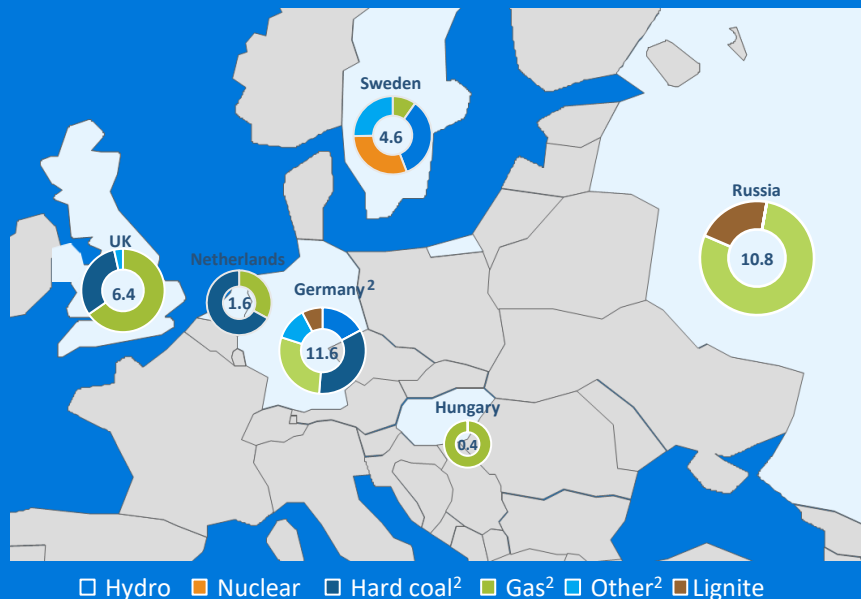 Sweden
4.6
Russia
10.8
UK
6.4
Netherlands
1.6
Germany²
11.6
Hungary
0.4
Hydro Nuclear Hard coal² Gas² Other² Lignite